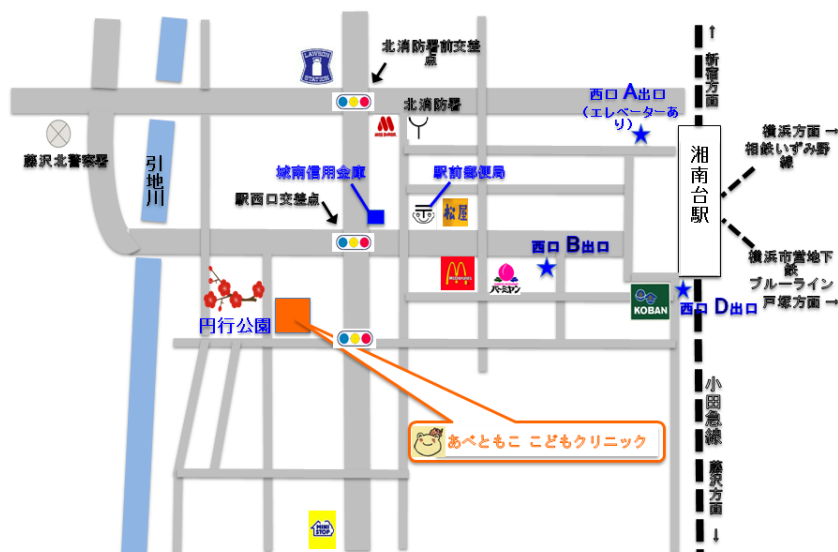 LAWSON
STATION
北消防署前交差
点
↑
新宿方面
西口 A出口
(エレベーターあ
り)
北消防署
MOS BURGER
藤沢北警察署
引地川
湘南台駅
横浜方面 →
相鉄いずみ野
線
城南信用金庫
駅前郵便局
駅西口交差点
松屋
西口 B出口
横浜市営地下
鉄
ブルーライン
戸塚方面 →
McDonald's
バーミヤン
KOBAN
西口 D出口
円行公園
小田急線
藤沢方面
↓
あべともこ こどもクリニック
MINI
STOP